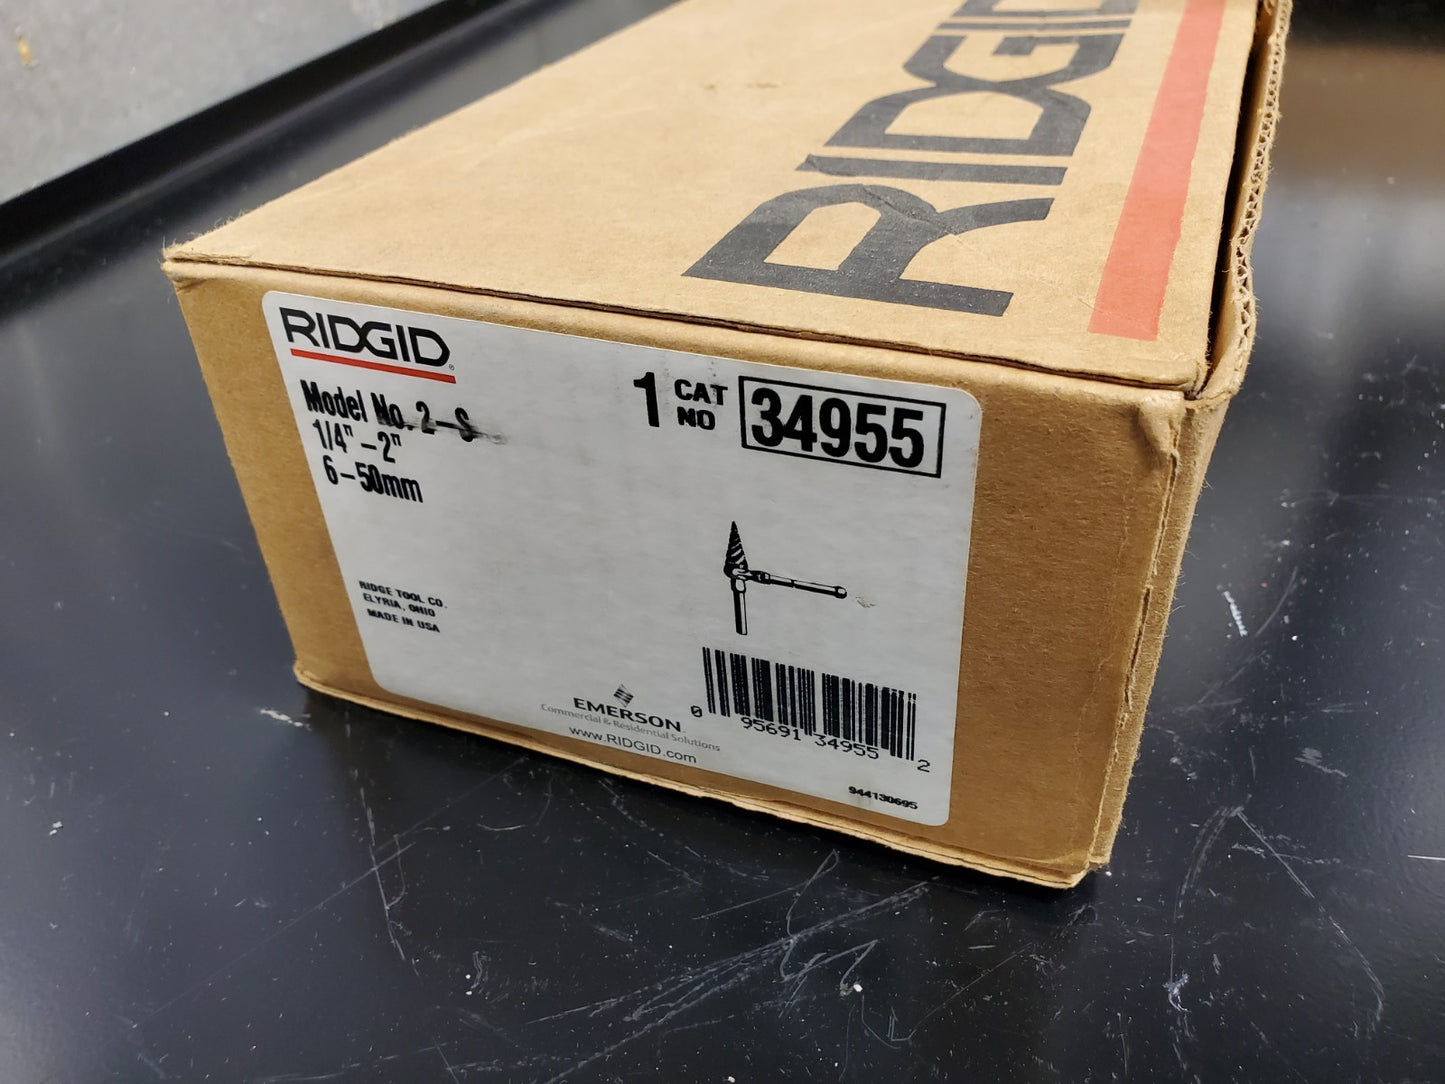 RIDGID
RIDGID®
Model No. 2-S
1/4" - 2"
6 - 50mm
1 CAT NO 34955
RIDGE TOOL CO.
ELYRIA, OHIO
MADE IN USA
EMERSON
Commercial & Residential Solutions
www.RIDGID.com
0 95691 34955 2
944130695